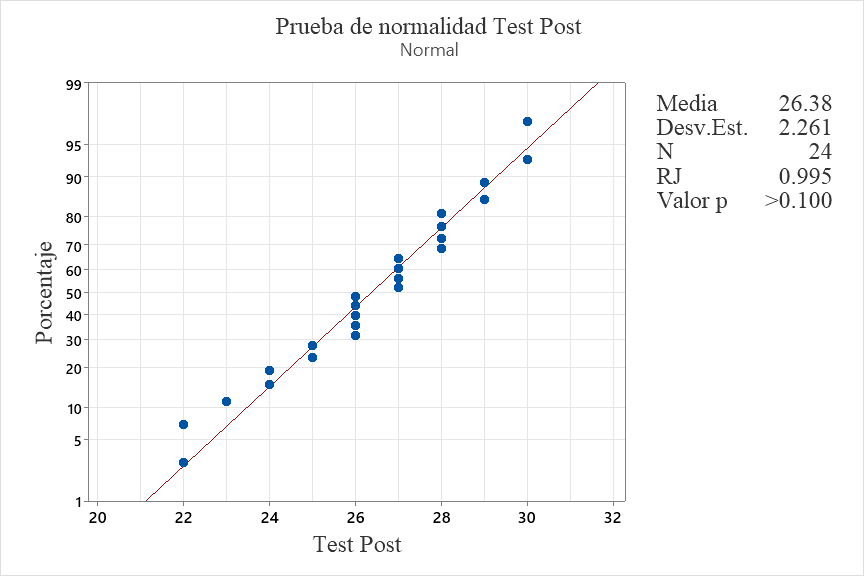 Prueba de normalidad Test Post
Normal
99
95
90
80
70
60
50
40
30
20
10
5
1
Porcentaje
20 22 24 26 28 30 32
Test Post
Media 26.38
Desv.Est. 2.261
N 24
RJ 0.995
Valor p >0.100